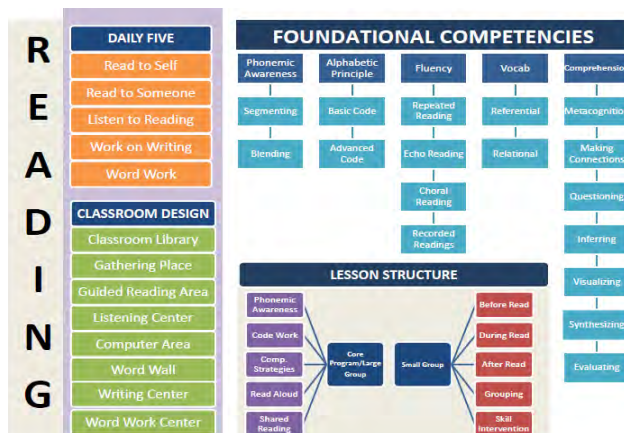 READING
DAILY FIVE
Read to Self
Read to Someone
Listen to Reading
Work on Writing
Word Work
CLASSROOM DESIGN
Classroom Library
Gathering Place
Guided Reading Area
Listening Center
Computer Area
Word Wall
Writing Center
Word Work Center
FOUNDATIONAL COMPETENCIES
Phonemic
Awareness
Segmenting
Blending
Alphabetic
Principle
Basic Code
Advanced
Code
Fluency
Repeated
Reading
Echo Reading
Choral
Reading
Recorded
Readings
Vocab
Referential
Relational
Comprehension
Metacognition
Making
Connections
Questioning
Inferring
Visualizing
Synthesizing
Evaluating
LESSON STRUCTURE
Phonemic
Awareness
Code Work
Comp.
Strategies
Read Aloud
Shared
Reading
Core
Program/Large
Group
Small Group
Before Read
During Read
After Read
Grouping
Skill
Intervention